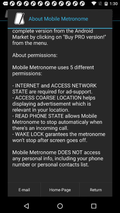 1:30
About Mobile Metronome
complete version from the Android
Market by clicking on "Buy PRO version"
from the menu.
About permissions:
Mobile Metronome uses 5 different
permissions:
- INTERNET and ACCESS NETWORK
STATE are required for ad-support.
- ACCESS COARSE LOCATION helps
displaying advertisement which is
relevant in your location.
- READ PHONE STATE allows Mobile
Metronome to stop automatically when
there's an incoming call.
- WAKE LOCK garantees the metronome
won't stop after screen goes off.
Mobile Metronome DOES NOT access
any personal info, including your phone
number or personal contacts list.
E-mail
Home-Page
Return